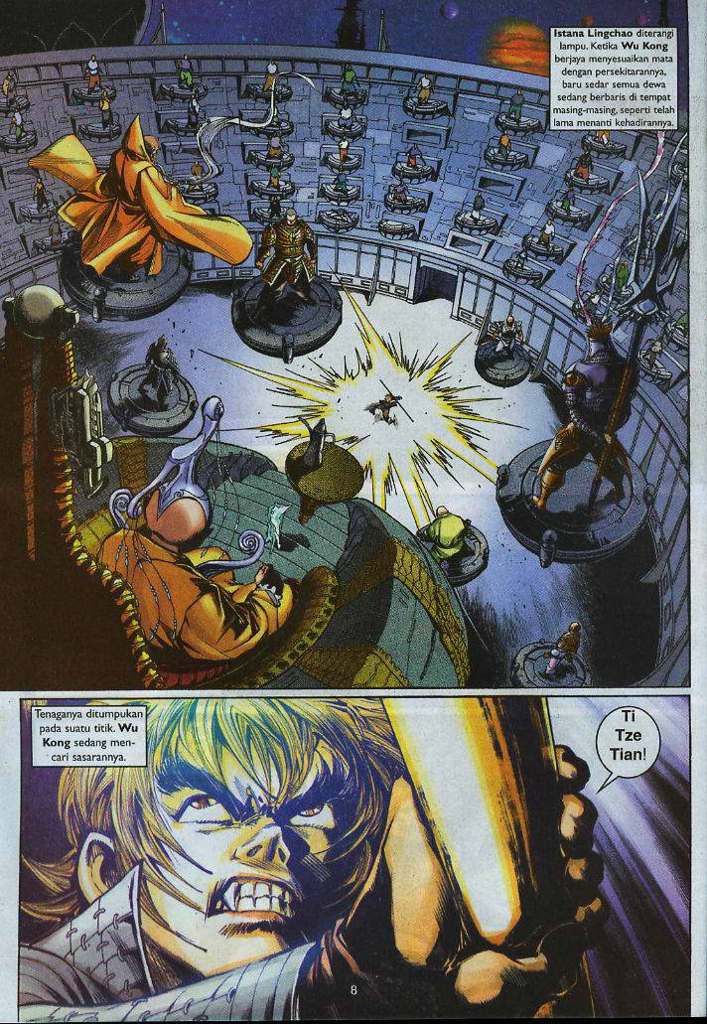 Istana Lingchao diterangi
lampu. Ketika Wu Kong
berjaya menyesuaikan mata
dengan persekitarannya,
baru sedar semua dewa
sedang berbaris di tempat
masing-masing, seperti telah
lama menanti kehadirannya.
Tenaganya ditumpukan
pada suatu titik. Wu
Kong sedang men-
cari sasarannya.
Ti
Tze
Tian!
8